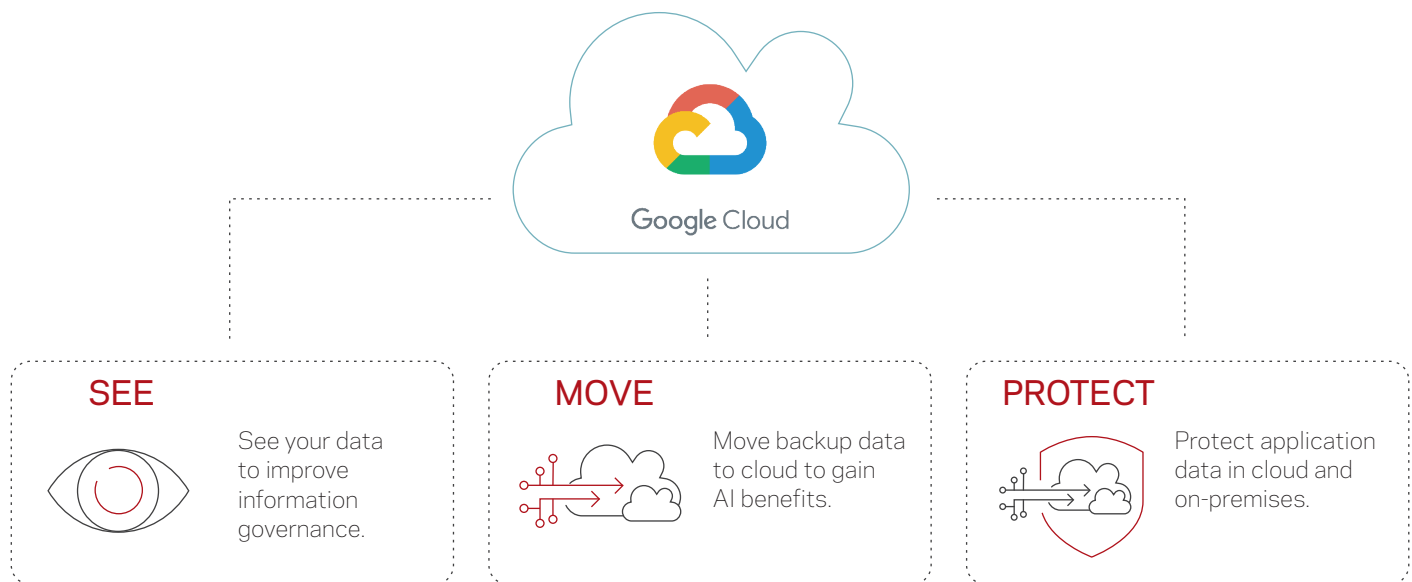 Google Cloud
SEE
See your data
to improve
information
governance.
MOVE
Move backup data
to cloud to gain
AI benefits.
PROTECT
Protect application
data in cloud and
on-premises.